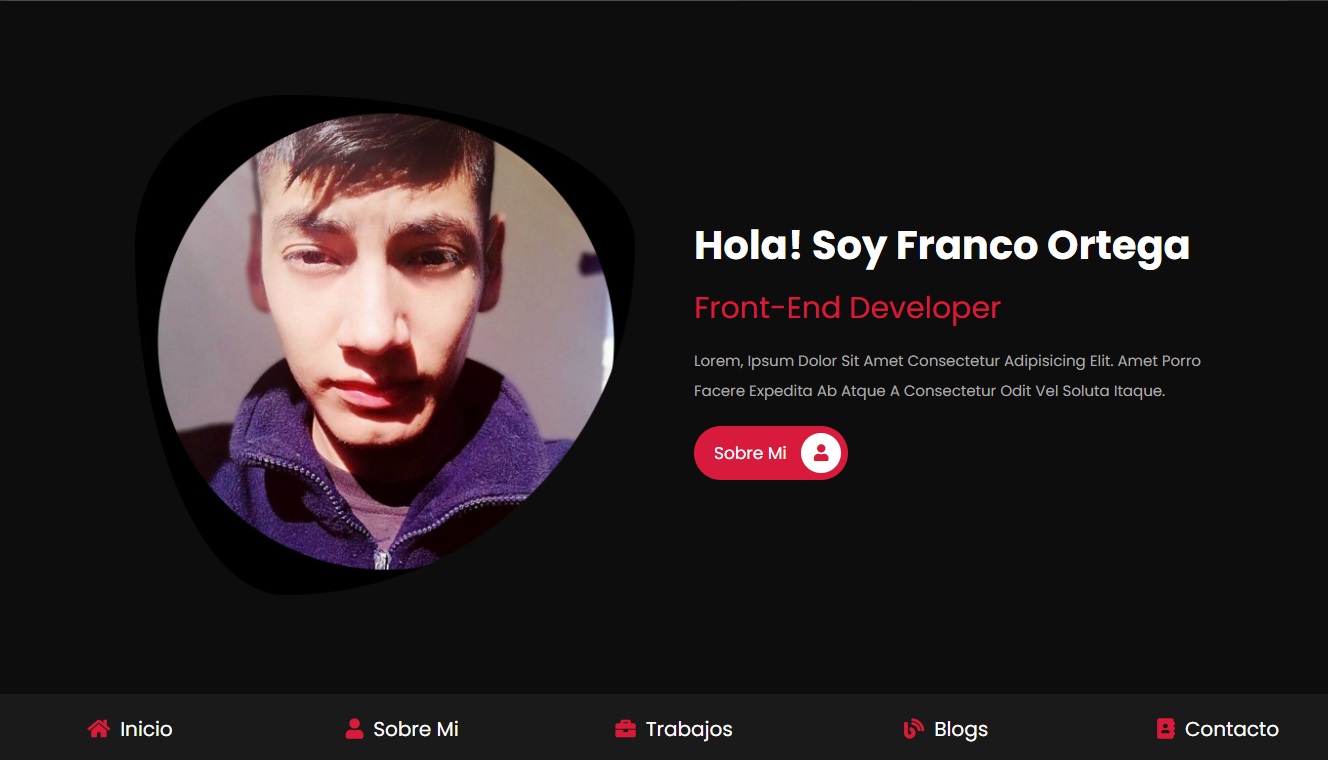 Hola! Soy Franco Ortega
Front-End Developer
Lorem, Ipsum Dolor Sit Amet Consectetur Adipisicing Elit. Amet Porro
Facere Expedita Ab Atque A Consectetur Odit Vel Soluta Itaque.
Sobre Mi
Inicio Sobre Mi Trabajos Blogs Contacto